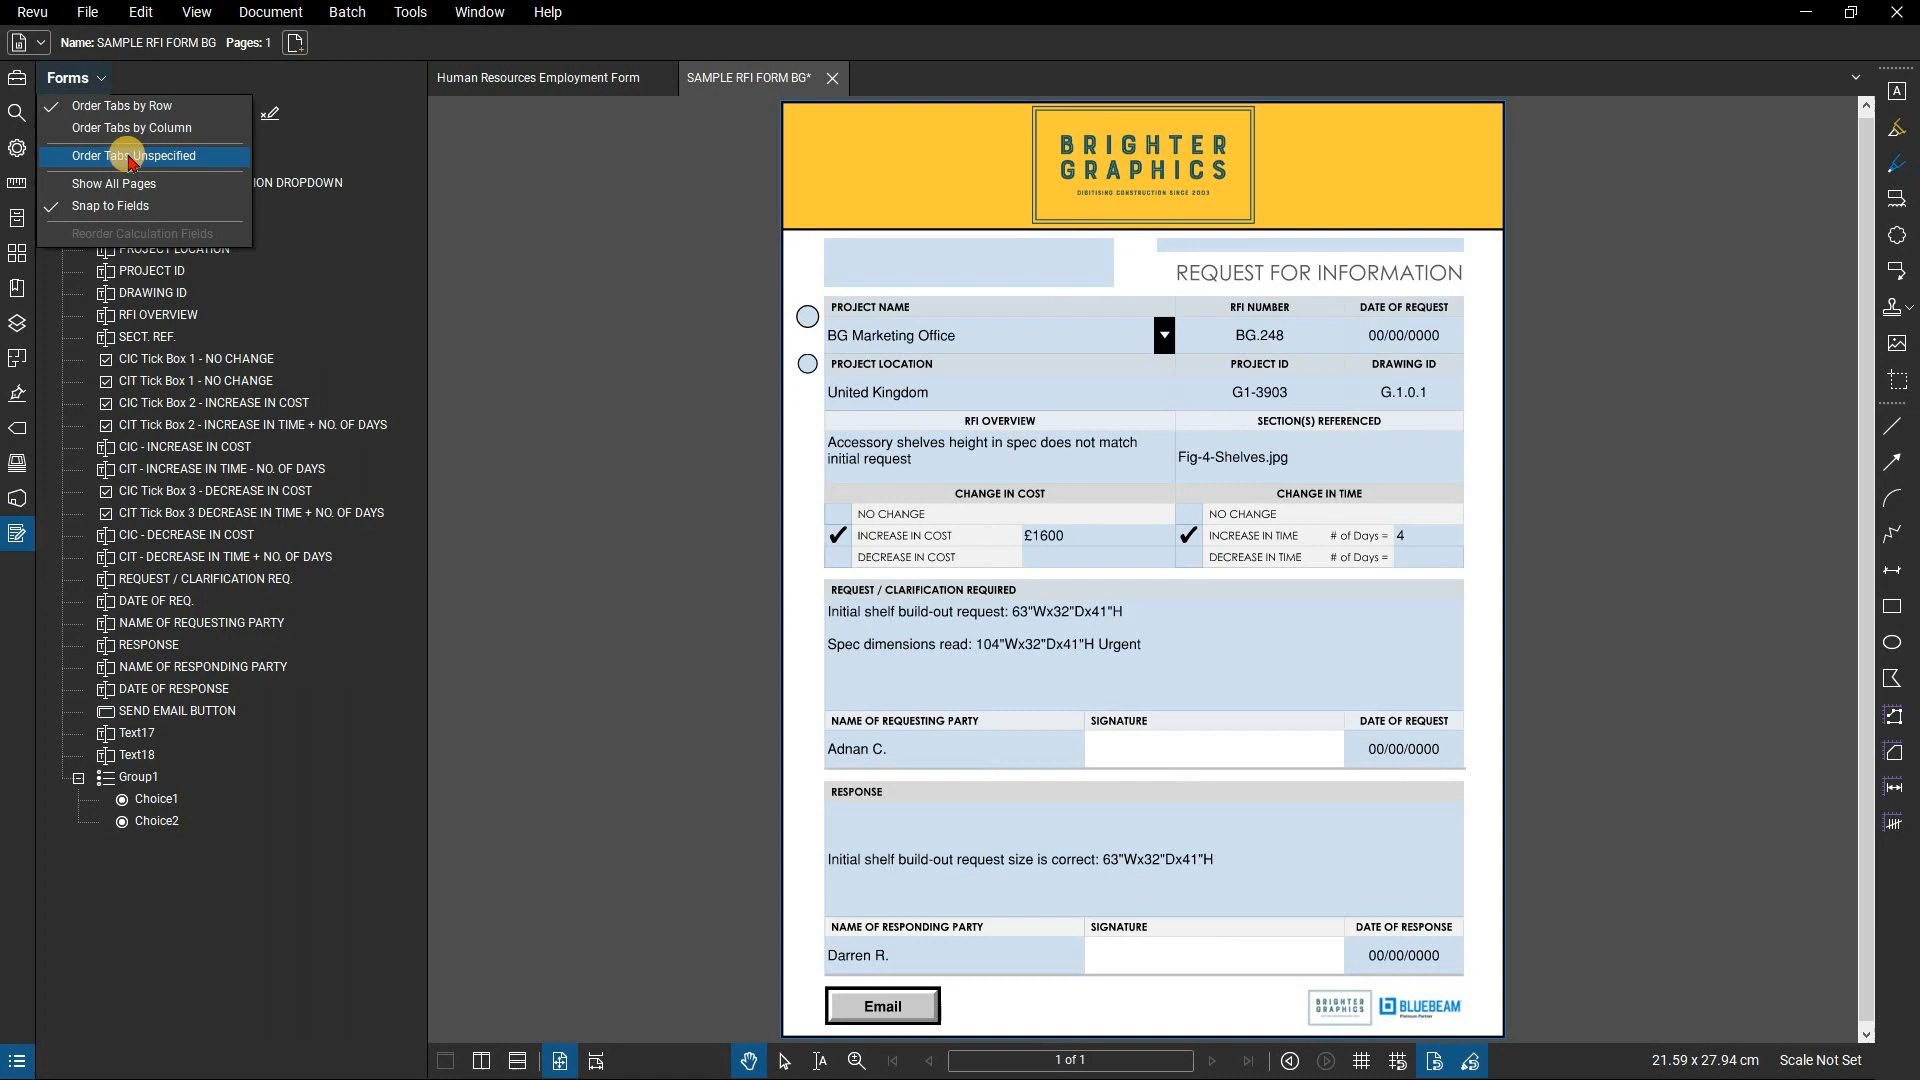 Revu File Edit View Document Batch Tools Window Help
Name: SAMPLE RFI FORM BG Pages: 1
Forms
Order Tabs by Row
Order Tabs by Column
Order Tabs Unspecified
Show All Pages
Snap to Fields
Reorder Calculation Fields
ION DROPDOWN
PROJECT LOCATION
PROJECT ID
DRAWING ID
RFI OVERVIEW
SECT. REF.
CIC Tick Box 1 - NO CHANGE
CIT Tick Box 1 - NO CHANGE
CIC Tick Box 2 - INCREASE IN COST
CIT Tick Box 2 - INCREASE IN TIME + NO. OF DAYS
CIC - INCREASE IN COST
CIT - INCREASE IN TIME - NO. OF DAYS
CIC Tick Box 3 - DECREASE IN COST
CIT Tick Box 3 DECREASE IN TIME + NO. OF DAYS
CIC - DECREASE IN COST
CIT - DECREASE IN TIME + NO. OF DAYS
REQUEST / CLARIFICATION REQ.
DATE OF REQ.
NAME OF REQUESTING PARTY
RESPONSE
NAME OF RESPONDING PARTY
DATE OF RESPONSE
SEND EMAIL BUTTON
Text17
Text18
Group1
Choice1
Choice2
Human Resources Employment Form SAMPLE RFI FORM BG*
BRIGHTER
GRAPHICS
DIGITISING CONSTRUCTION SINCE 2003
REQUEST FOR INFORMATION
PROJECT NAME RFI NUMBER DATE OF REQUEST
BG Marketing Office BG.248 00/00/0000
PROJECT LOCATION PROJECT ID DRAWING ID
United Kingdom G1-3903 G.1.0.1
RFI OVERVIEW SECTION(S) REFERENCED
Accessory shelves height in spec does not match
initial request
Fig-4-Shelves.jpg
CHANGE IN COST CHANGE IN TIME
NO CHANGE NO CHANGE
INCREASE IN COST £1600 INCREASE IN TIME # of Days = 4
DECREASE IN COST DECREASE IN TIME # of Days =
REQUEST / CLARIFICATION REQUIRED
Initial shelf build-out request: 63"Wx32"Dx41"H
Spec dimensions read: 104"Wx32"Dx41"H Urgent
NAME OF REQUESTING PARTY SIGNATURE DATE OF REQUEST
Adnan C. 00/00/0000
RESPONSE
Initial shelf build-out request size is correct: 63"Wx32"Dx41"H
NAME OF RESPONDING PARTY SIGNATURE DATE OF RESPONSE
Darren R. 00/00/0000
Email
BRIGHTER
GRAPHICS
BLUEBEAM
Platinum Partner
1 of 1
21.59 x 27.94 cm Scale Not Set